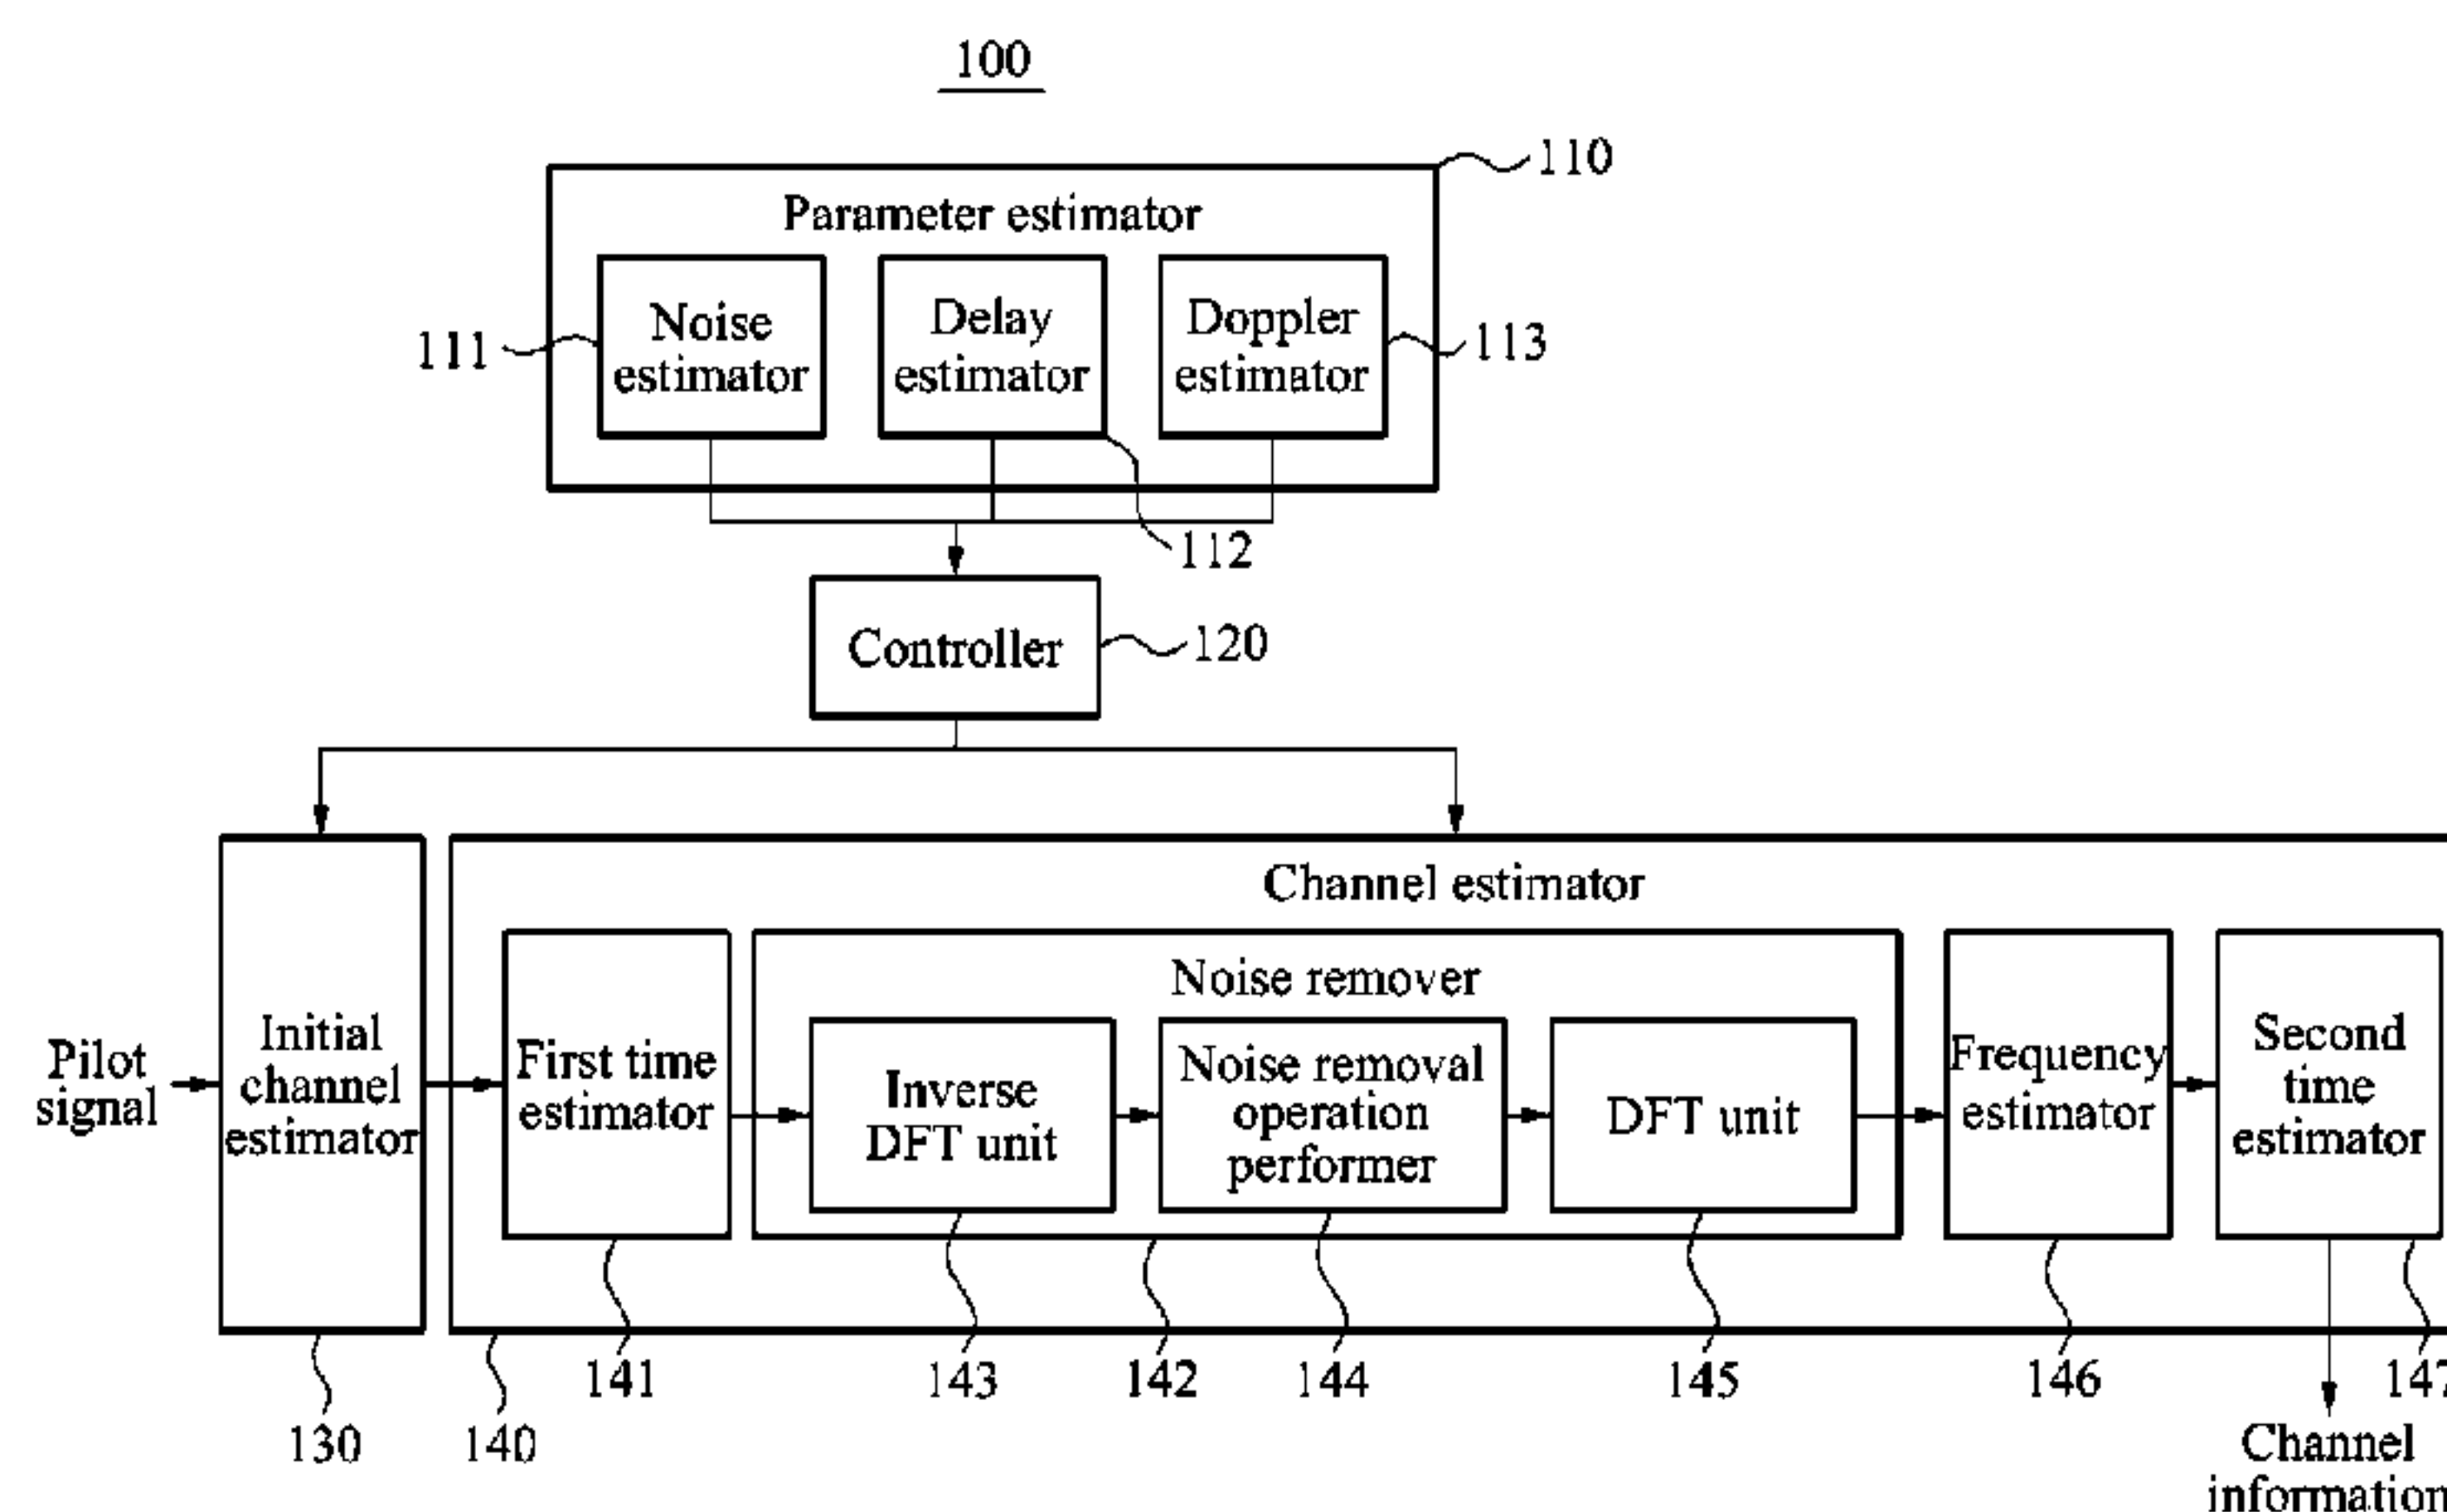 100
110
Parameter estimator
Noise
estimator
Delay
estimator
Doppler
estimator
111
113
112
Controller
120
Channel estimator
Noise remover
Pilot
signal
Initial
channel
estimator
First time
estimator
Inverse
DFT unit
Noise removal
operation
performer
DFT unit
Frequency
estimator
Second
time
estimator
141
143
142
144
145
146
147
130
140
Channel
information